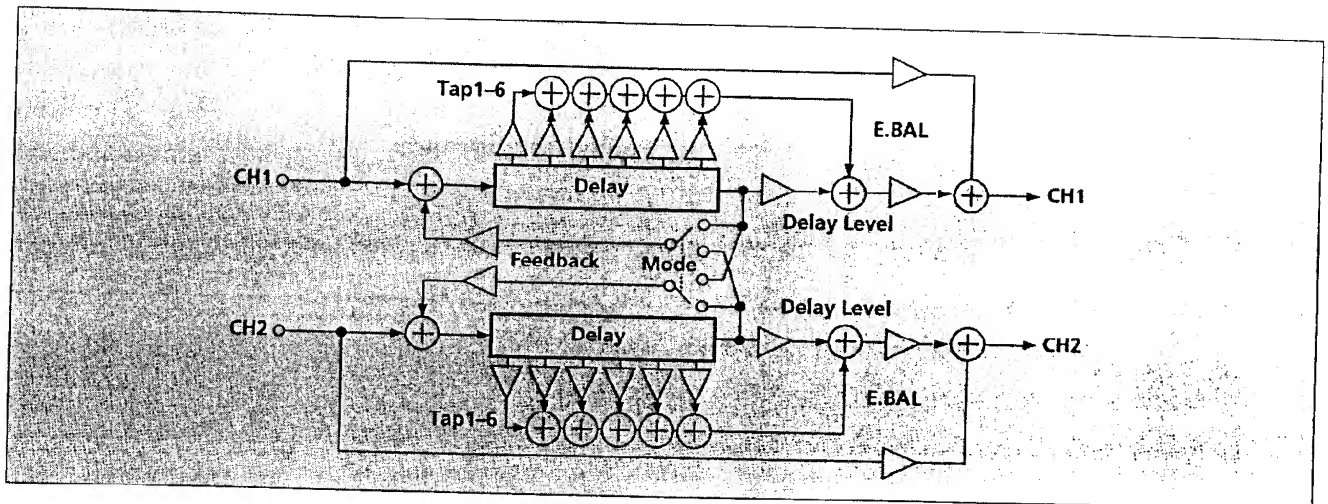 Tap1–6
E.BAL
CH1
Delay
CH1
Delay Level
Feedback
Mode
Delay Level
CH2
Delay
CH2
E.BAL
Tap1–6